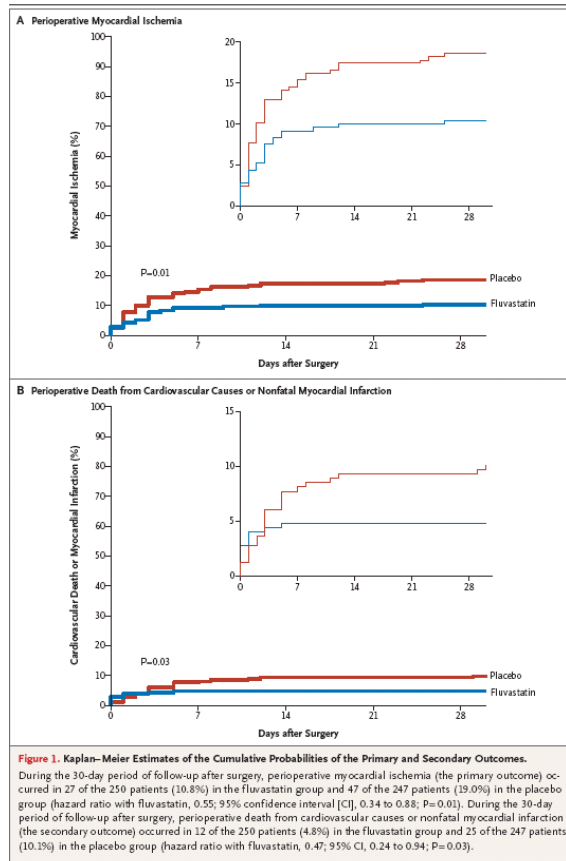 A Perioperative Myocardial Ischemia
100
90
80
70
60
50
40
30
20
10
0
Myocardial Ischemia (%)
20
15
10
5
0
0 7 14 21 28
P=0.01
Placebo
Fluvastatin
0 7 14 21 28
Days after Surgery
B Perioperative Death from Cardiovascular Causes or Nonfatal Myocardial Infarction
100
90
80
70
60
50
40
30
20
10
0
Cardiovascular Death or Myocardial Infarction (%)
15
10
5
0
0 7 14 21 28
P=0.03
Placebo
Fluvastatin
0 7 14 21 28
Days after Surgery
Figure 1. Kaplan–Meier Estimates of the Cumulative Probabilities of the Primary and Secondary Outcomes.
During the 30-day period of follow-up after surgery, perioperative myocardial ischemia (the primary outcome) oc-
curred in 27 of the 250 patients (10.8%) in the fluvastatin group and 47 of the 247 patients (19.0%) in the placebo
group (hazard ratio with fluvastatin, 0.55; 95% confidence interval [CI], 0.34 to 0.88; P=0.01). During the 30-day
period of follow-up after surgery, perioperative death from cardiovascular causes or nonfatal myocardial infarction
(the secondary outcome) occurred in 12 of the 250 patients (4.8%) in the fluvastatin group and 25 of the 247 patients
(10.1%) in the placebo group (hazard ratio with fluvastatin, 0.47; 95% CI, 0.24 to 0.94; P=0.03).